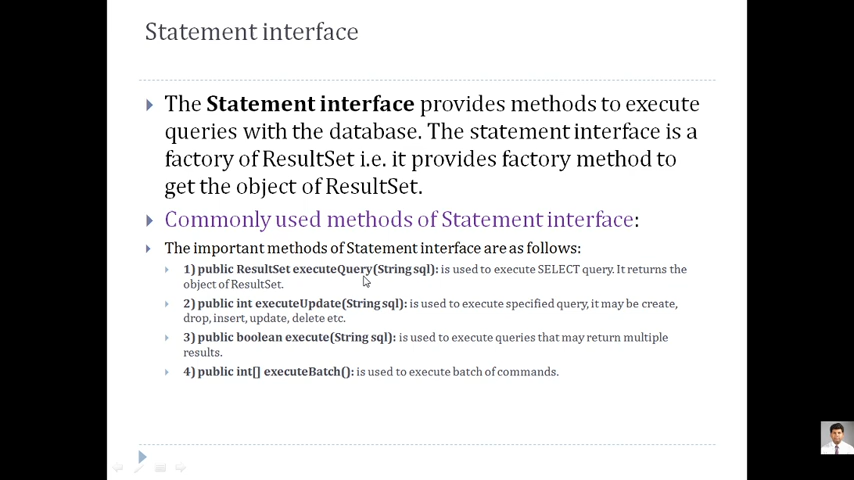 Statement interface
The Statement interface provides methods to execute
queries with the database. The statement interface is a
factory of ResultSet i.e. it provides factory method to
get the object of ResultSet.
Commonly used methods of Statement interface:
The important methods of Statement interface are as follows:
1) public ResultSet executeQuery(String sql): is used to execute SELECT query. It returns the
object of ResultSet.
2) public int executeUpdate(String sql): is used to execute specified query, it may be create,
drop, insert, update, delete etc.
3) public boolean execute(String sql): is used to execute queries that may return multiple
results.
4) public int[] executeBatch(): is used to execute batch of commands.